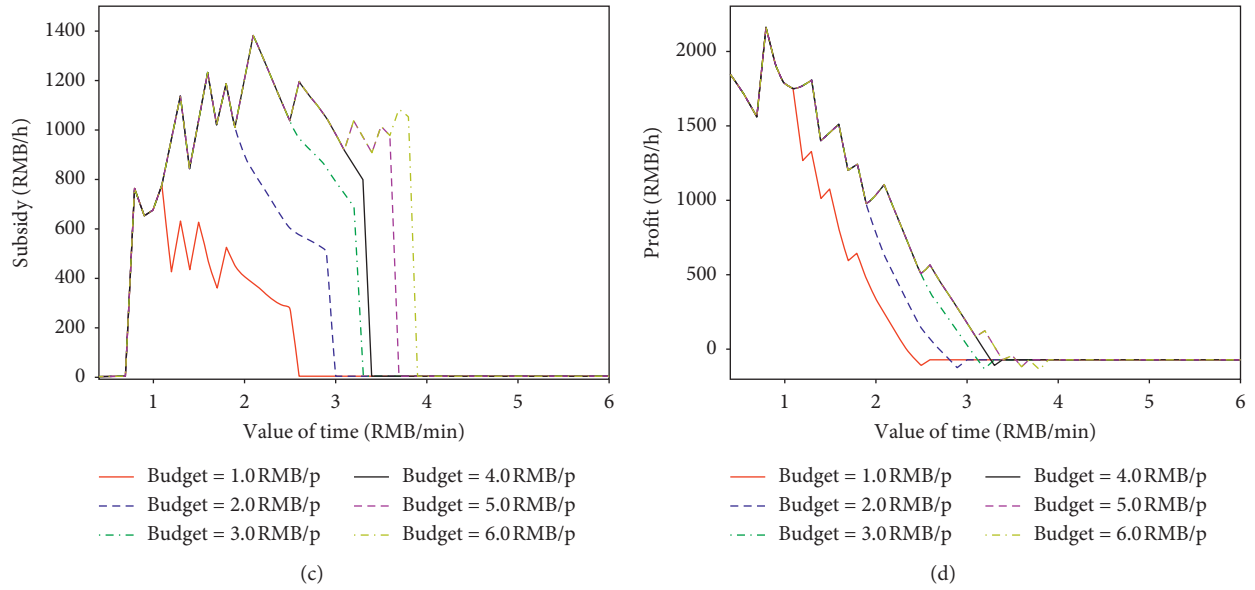 1400
1200
1000
800
600
400
200
0
Subsidy (RMB/h)
1 2 3 4 5 6
Value of time (RMB/min)
Budget = 1.0 RMB/p
Budget = 4.0 RMB/p
Budget = 2.0 RMB/p
Budget = 5.0 RMB/p
Budget = 3.0 RMB/p
Budget = 6.0 RMB/p
(c)
2000
1500
1000
500
0
Profit (RMB/h)
1 2 3 4 5 6
Value of time (RMB/min)
Budget = 1.0 RMB/p
Budget = 4.0 RMB/p
Budget = 2.0 RMB/p
Budget = 5.0 RMB/p
Budget = 3.0 RMB/p
Budget = 6.0 RMB/p
(d)